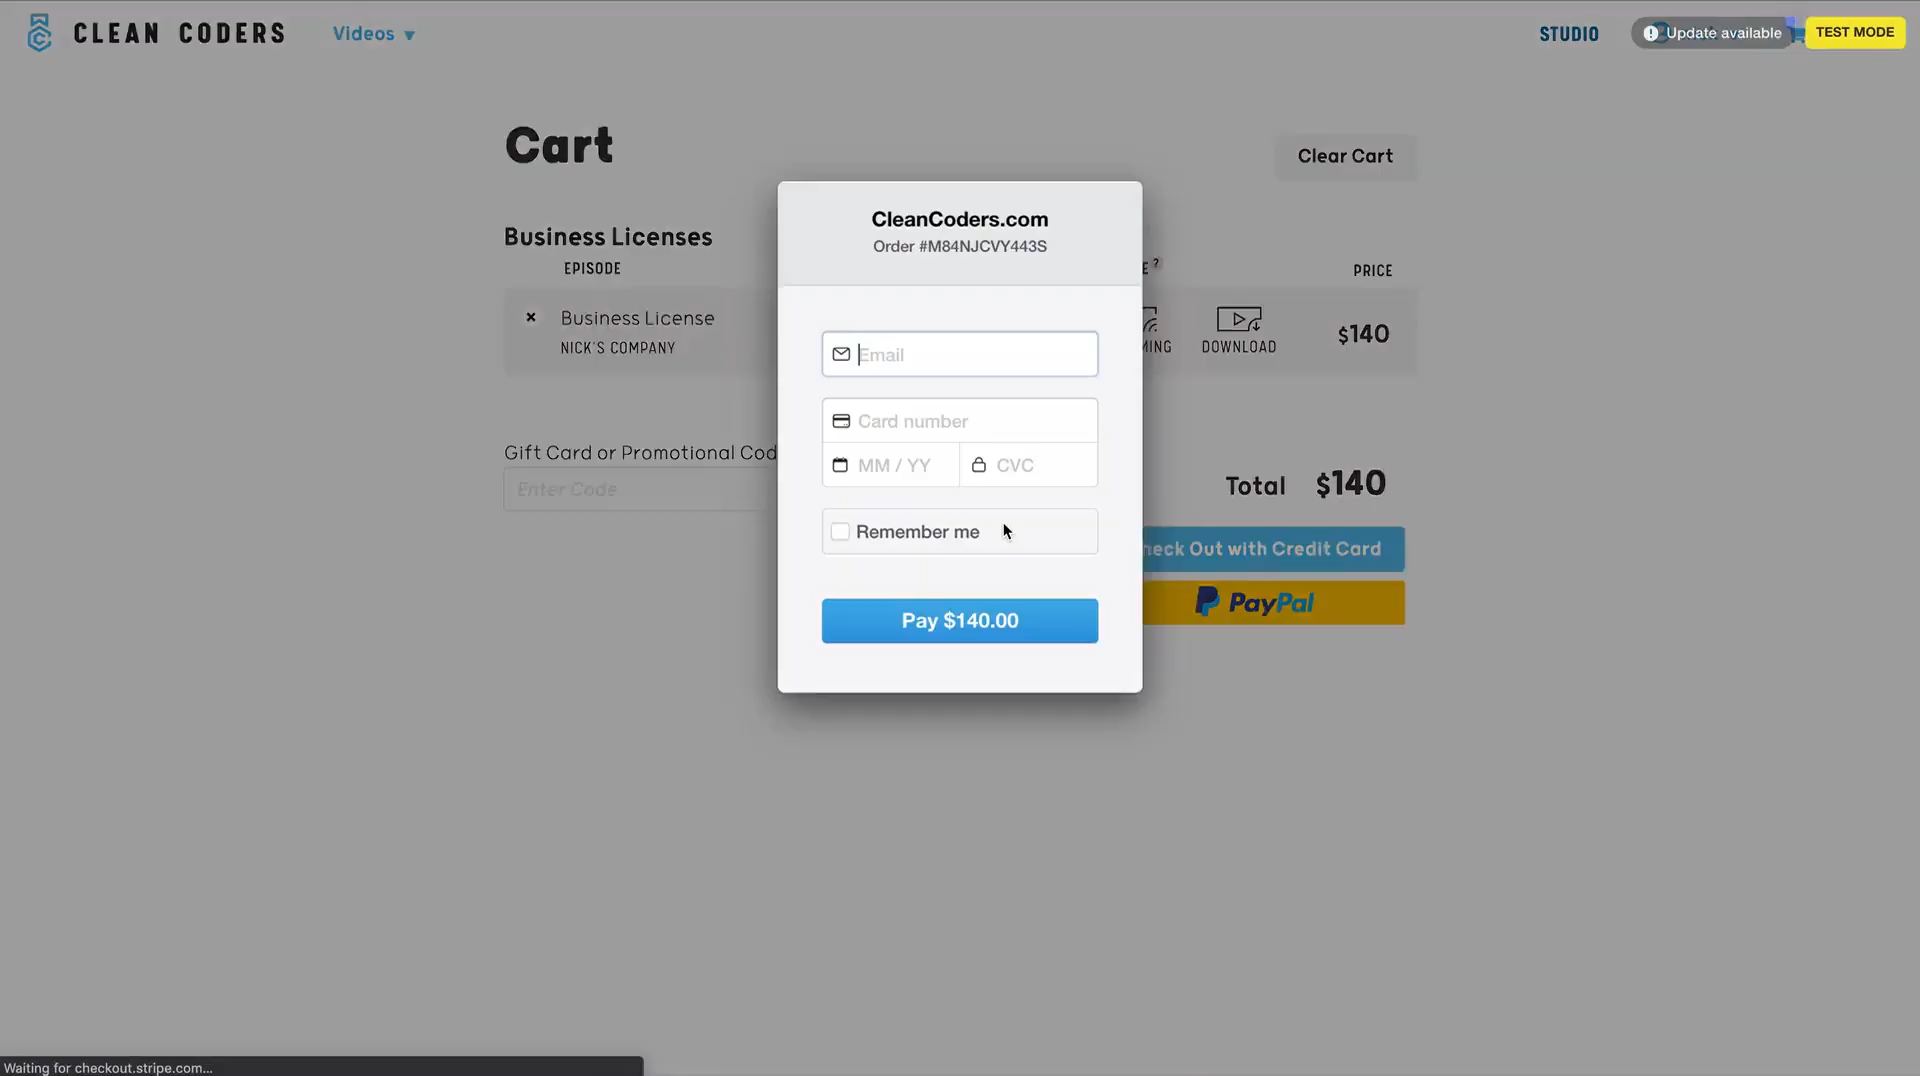 CLEAN CODERS
Videos ▼
STUDIO
Update available
TEST MODE
Cart
Clear Cart
CleanCoders.com
Order #M84NJCVY443S
Business Licenses
EPISODE
E ?
PRICE
× Business License
NICK'S COMPANY
MING
DOWNLOAD
$140
Email
Card number
MM / YY
CVC
Gift Card or Promotional Cod
Enter Code
Total $140
Remember me
heck Out with Credit Card
PayPal
Pay $140.00
Waiting for checkout.stripe.com...